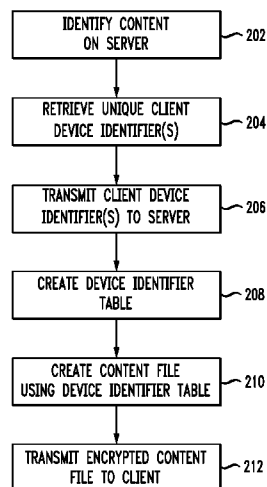 IDENTIFY CONTENT
ON SERVER
202
RETRIEVE UNIQUE CLIENT
DEVICE IDENTIFIER(S)
204
TRANSMIT CLIENT DEVICE
IDENTIFIER(S) TO SERVER
206
CREATE DEVICE IDENTIFIER
TABLE
208
CREATE CONTENT FILE
USING DEVICE IDENTIFIER TABLE
210
TRANSMIT ENCRYPTED CONTENT
FILE TO CLIENT
212